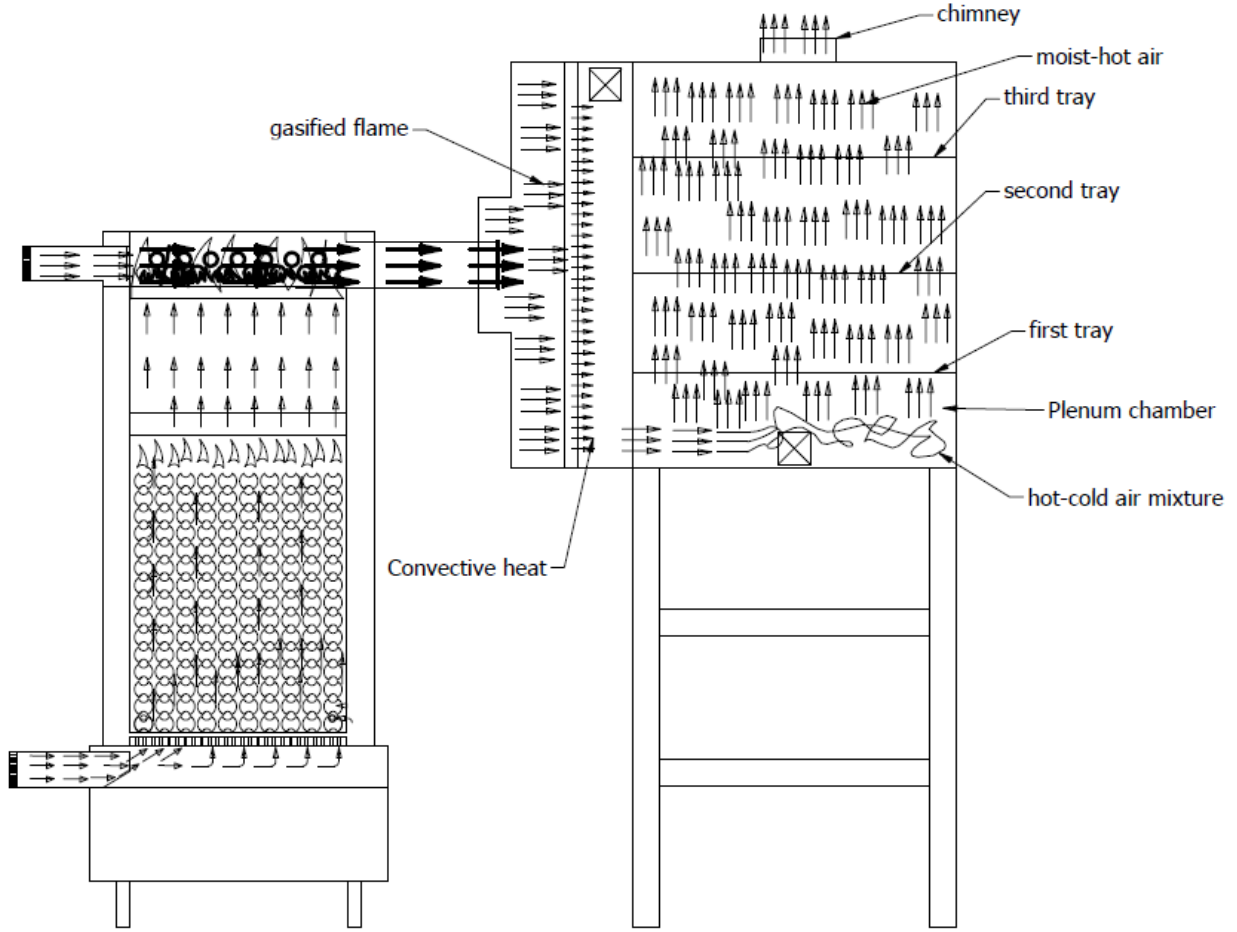 chimney
moist-hot air
third tray
gasified flame
second tray
first tray
Plenum chamber
hot-cold air mixture
Convective heat